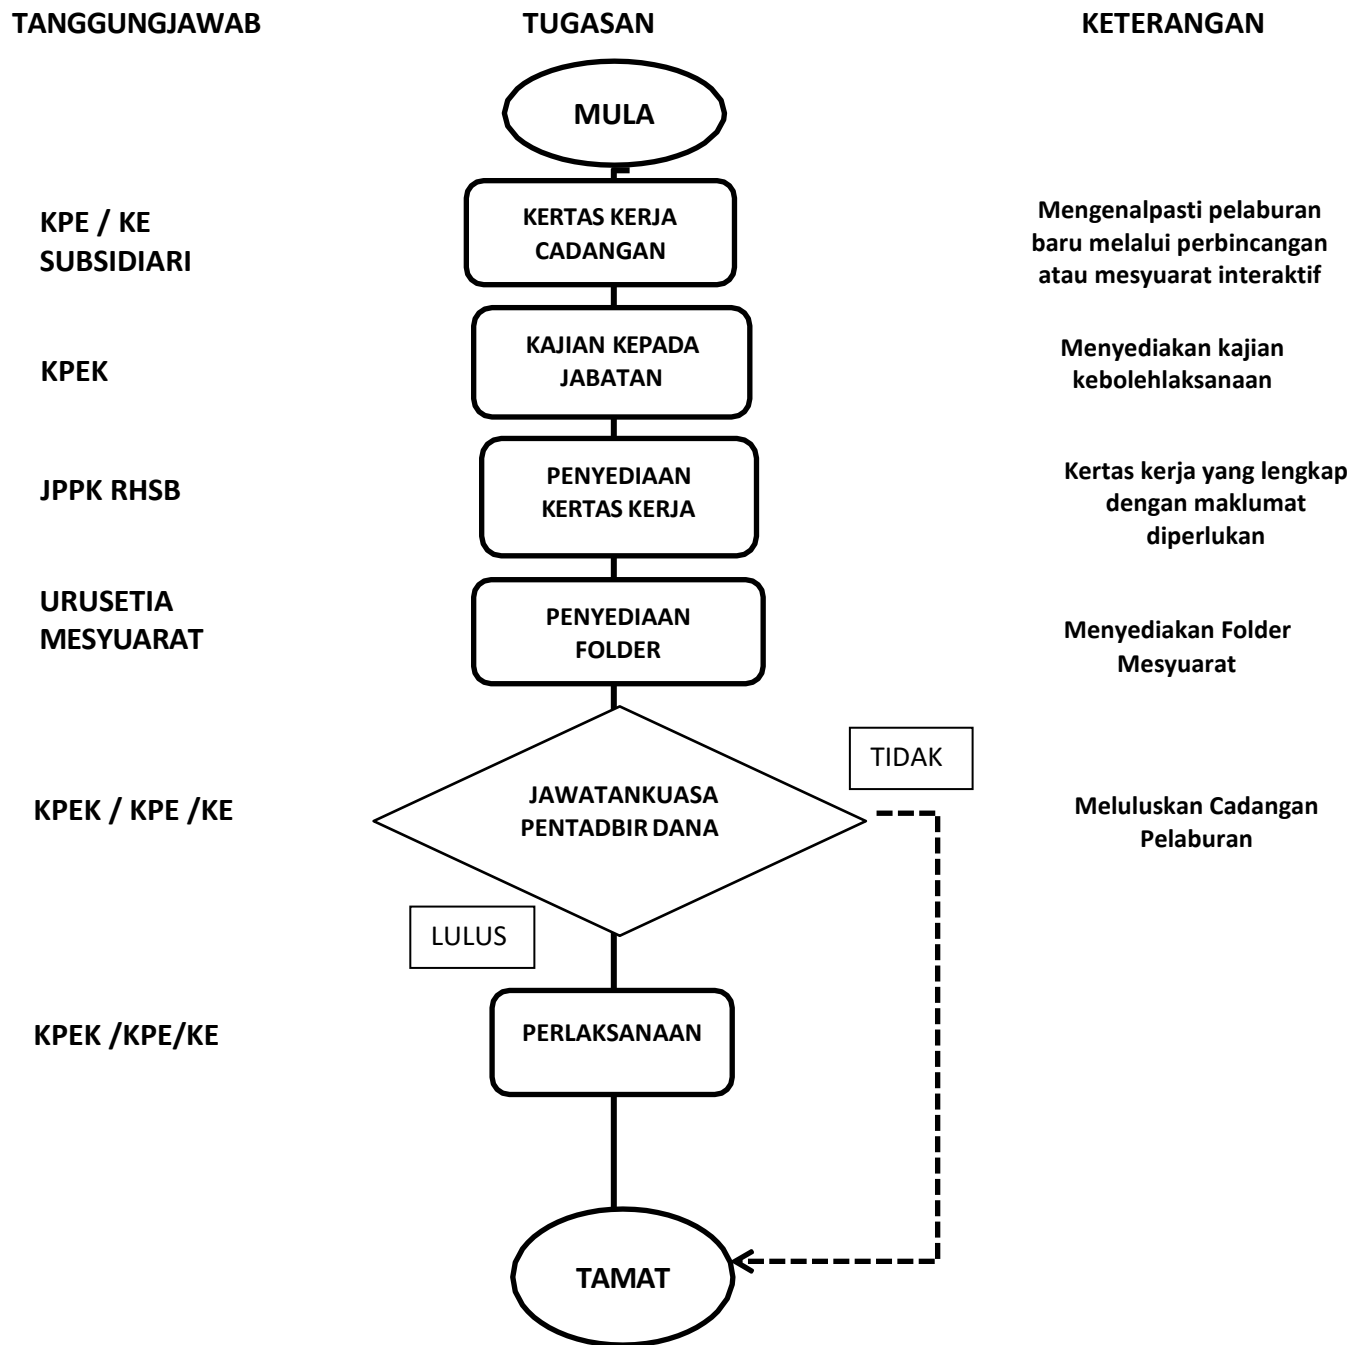 TANGGUNGJAWAB
TUGASAN
KETERANGAN
MULA
KPE / KE
SUBSIDIARI
KERTAS KERJA
CADANGAN
Mengenalpasti pelaburan
baru melalui perbincangan
atau mesyuarat interaktif
KPEK
KAJIAN KEPADA
JABATAN
Menyediakan kajian
kebolehlaksanaan
JPPK RHSB
PENYEDIAAN
KERTAS KERJA
Kertas kerja yang lengkap
dengan maklumat
diperlukan
URUSETIA
MESYUARAT
PENYEDIAAN
FOLDER
Menyediakan Folder
Mesyuarat
KPEK / KPE /KE
JAWATANKUASA
PENTADBIR DANA
TIDAK
Meluluskan Cadangan
Pelaburan
LULUS
KPEK /KPE/KE
PERLAKSANAAN
TAMAT